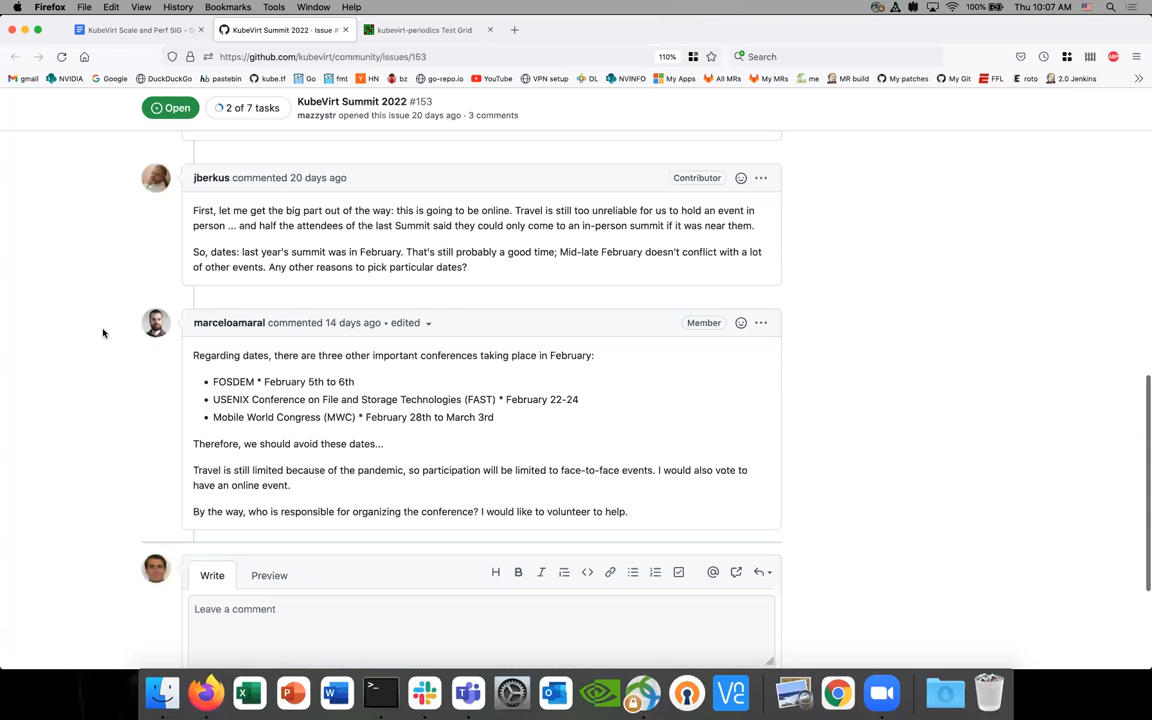 Firefox File Edit View History Bookmarks Tools Window Help 100% Thu 10:07 AM
KubeVirt Scale and Perf SIG - G
KubeVirt Summit 2022 · Issue #
kubevirt-periodics Test Grid
https://github.com/kubevirt/community/issues/153
110%
Search
gmail NVIDIA Google DuckDuckGo pastebin kube.tf Go fmt HN bz go-repo.io YouTube VPN setup DL NVINFO My Apps All MRs My MRs me MR build My patches My Git FFL roto 2.0 Jenkins
Open
2 of 7 tasks
KubeVirt Summit 2022 #153
mazzystr opened this issue 20 days ago · 3 comments
jberkus commented 20 days ago
Contributor
First, let me get the big part out of the way: this is going to be online. Travel is still too unreliable for us to hold an event in
person ... and half the attendees of the last Summit said they could only come to an in-person summit if it was near them.
So, dates: last year's summit was in February. That's still probably a good time; Mid-late February doesn't conflict with a lot
of other events. Any other reasons to pick particular dates?
marceloamaral commented 14 days ago • edited
Member
Regarding dates, there are three other important conferences taking place in February:
• FOSDEM * February 5th to 6th
• USENIX Conference on File and Storage Technologies (FAST) * February 22-24
• Mobile World Congress (MWC) * February 28th to March 3rd
Therefore, we should avoid these dates...
Travel is still limited because of the pandemic, so participation will be limited to face-to-face events. I would also vote to
have an online event.
By the way, who is responsible for organizing the conference? I would like to volunteer to help.
Write
Preview
Leave a comment